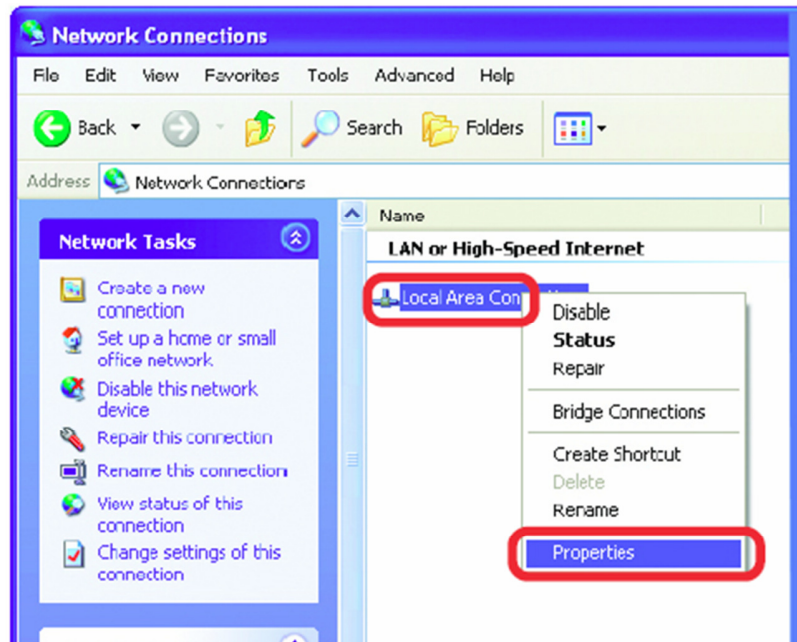 Network Connections
File Edit View Favorites Tools Advanced Help
Back Search Folders
Address Network Connections
Network Tasks
Create a new
connection
Set up a home or small
office network
Disable this network
device
Repair this connection
Rename this connection
View status of this
connection
Change settings of this
connection
Name
LAN or High-Speed Internet
Local Area Con
Disable
Status
Repair
Bridge Connections
Create Shortcut
Delete
Rename
Properties